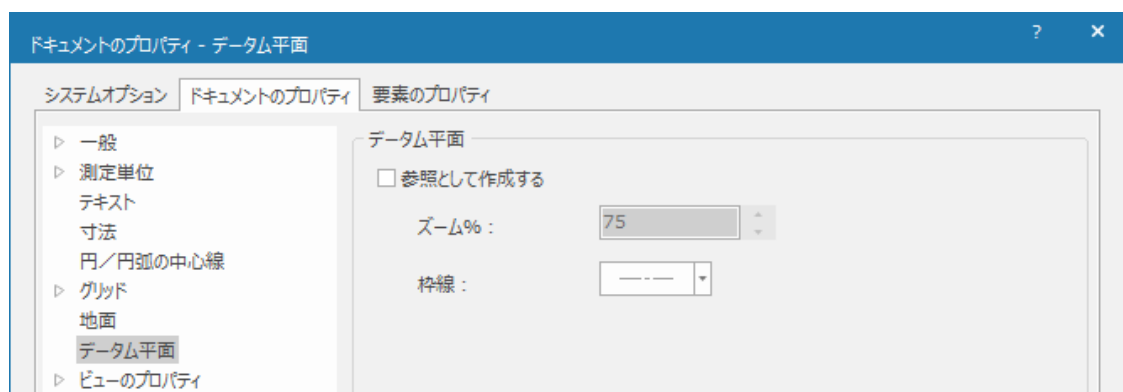 ドキュメントのプロパティ - データム平面
? ×
システムオプション ドキュメントのプロパティ 要素のプロパティ
一般
測定単位
テキスト
寸法
円／円弧の中心線
グリッド
地面
データム平面
ビューのプロパティ
データム平面
参照として作成する
ズーム%： 75
枠線：